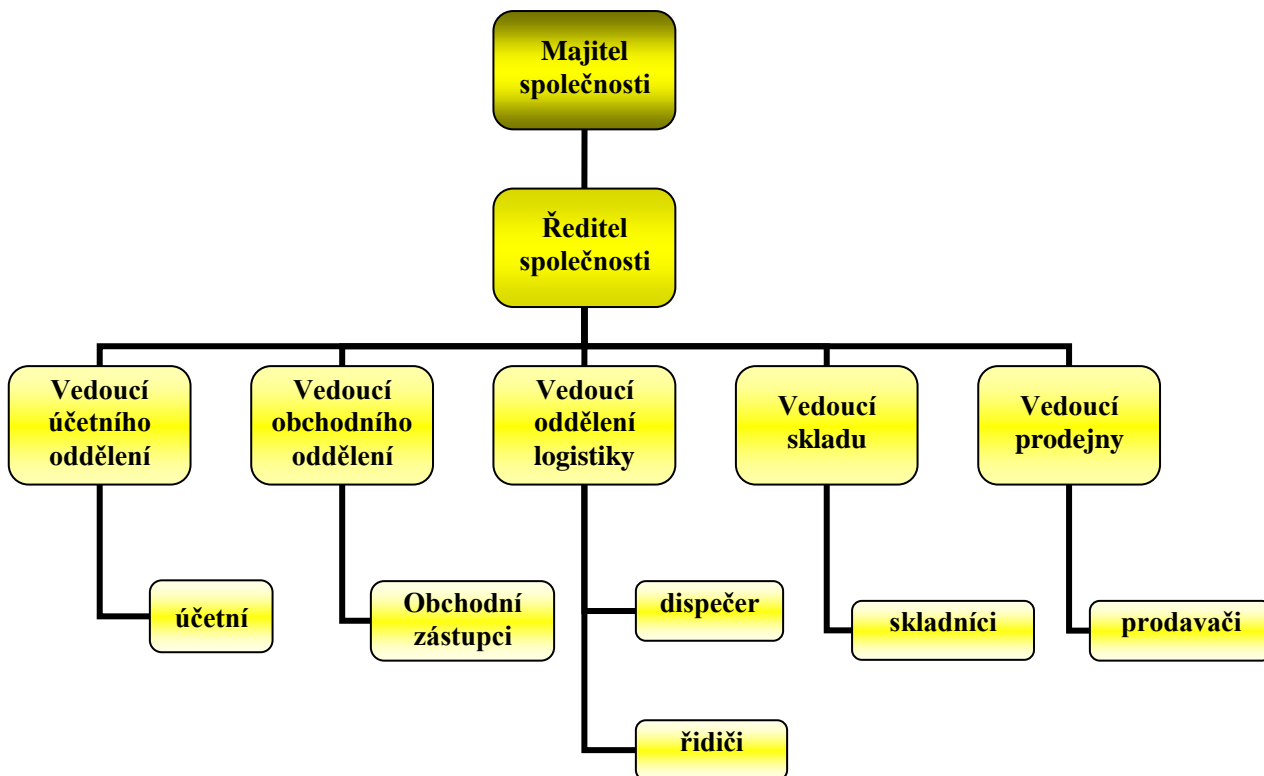 Majitel
společnosti
Ředitel
společnosti
Vedoucí
účetního
oddělení
Vedoucí
obchodního
oddělení
Vedoucí
oddělení
logistiky
Vedoucí
skladu
Vedoucí
prodejny
účetní
Obchodní
zástupci
dispečer
řidiči
skladníci
prodavači